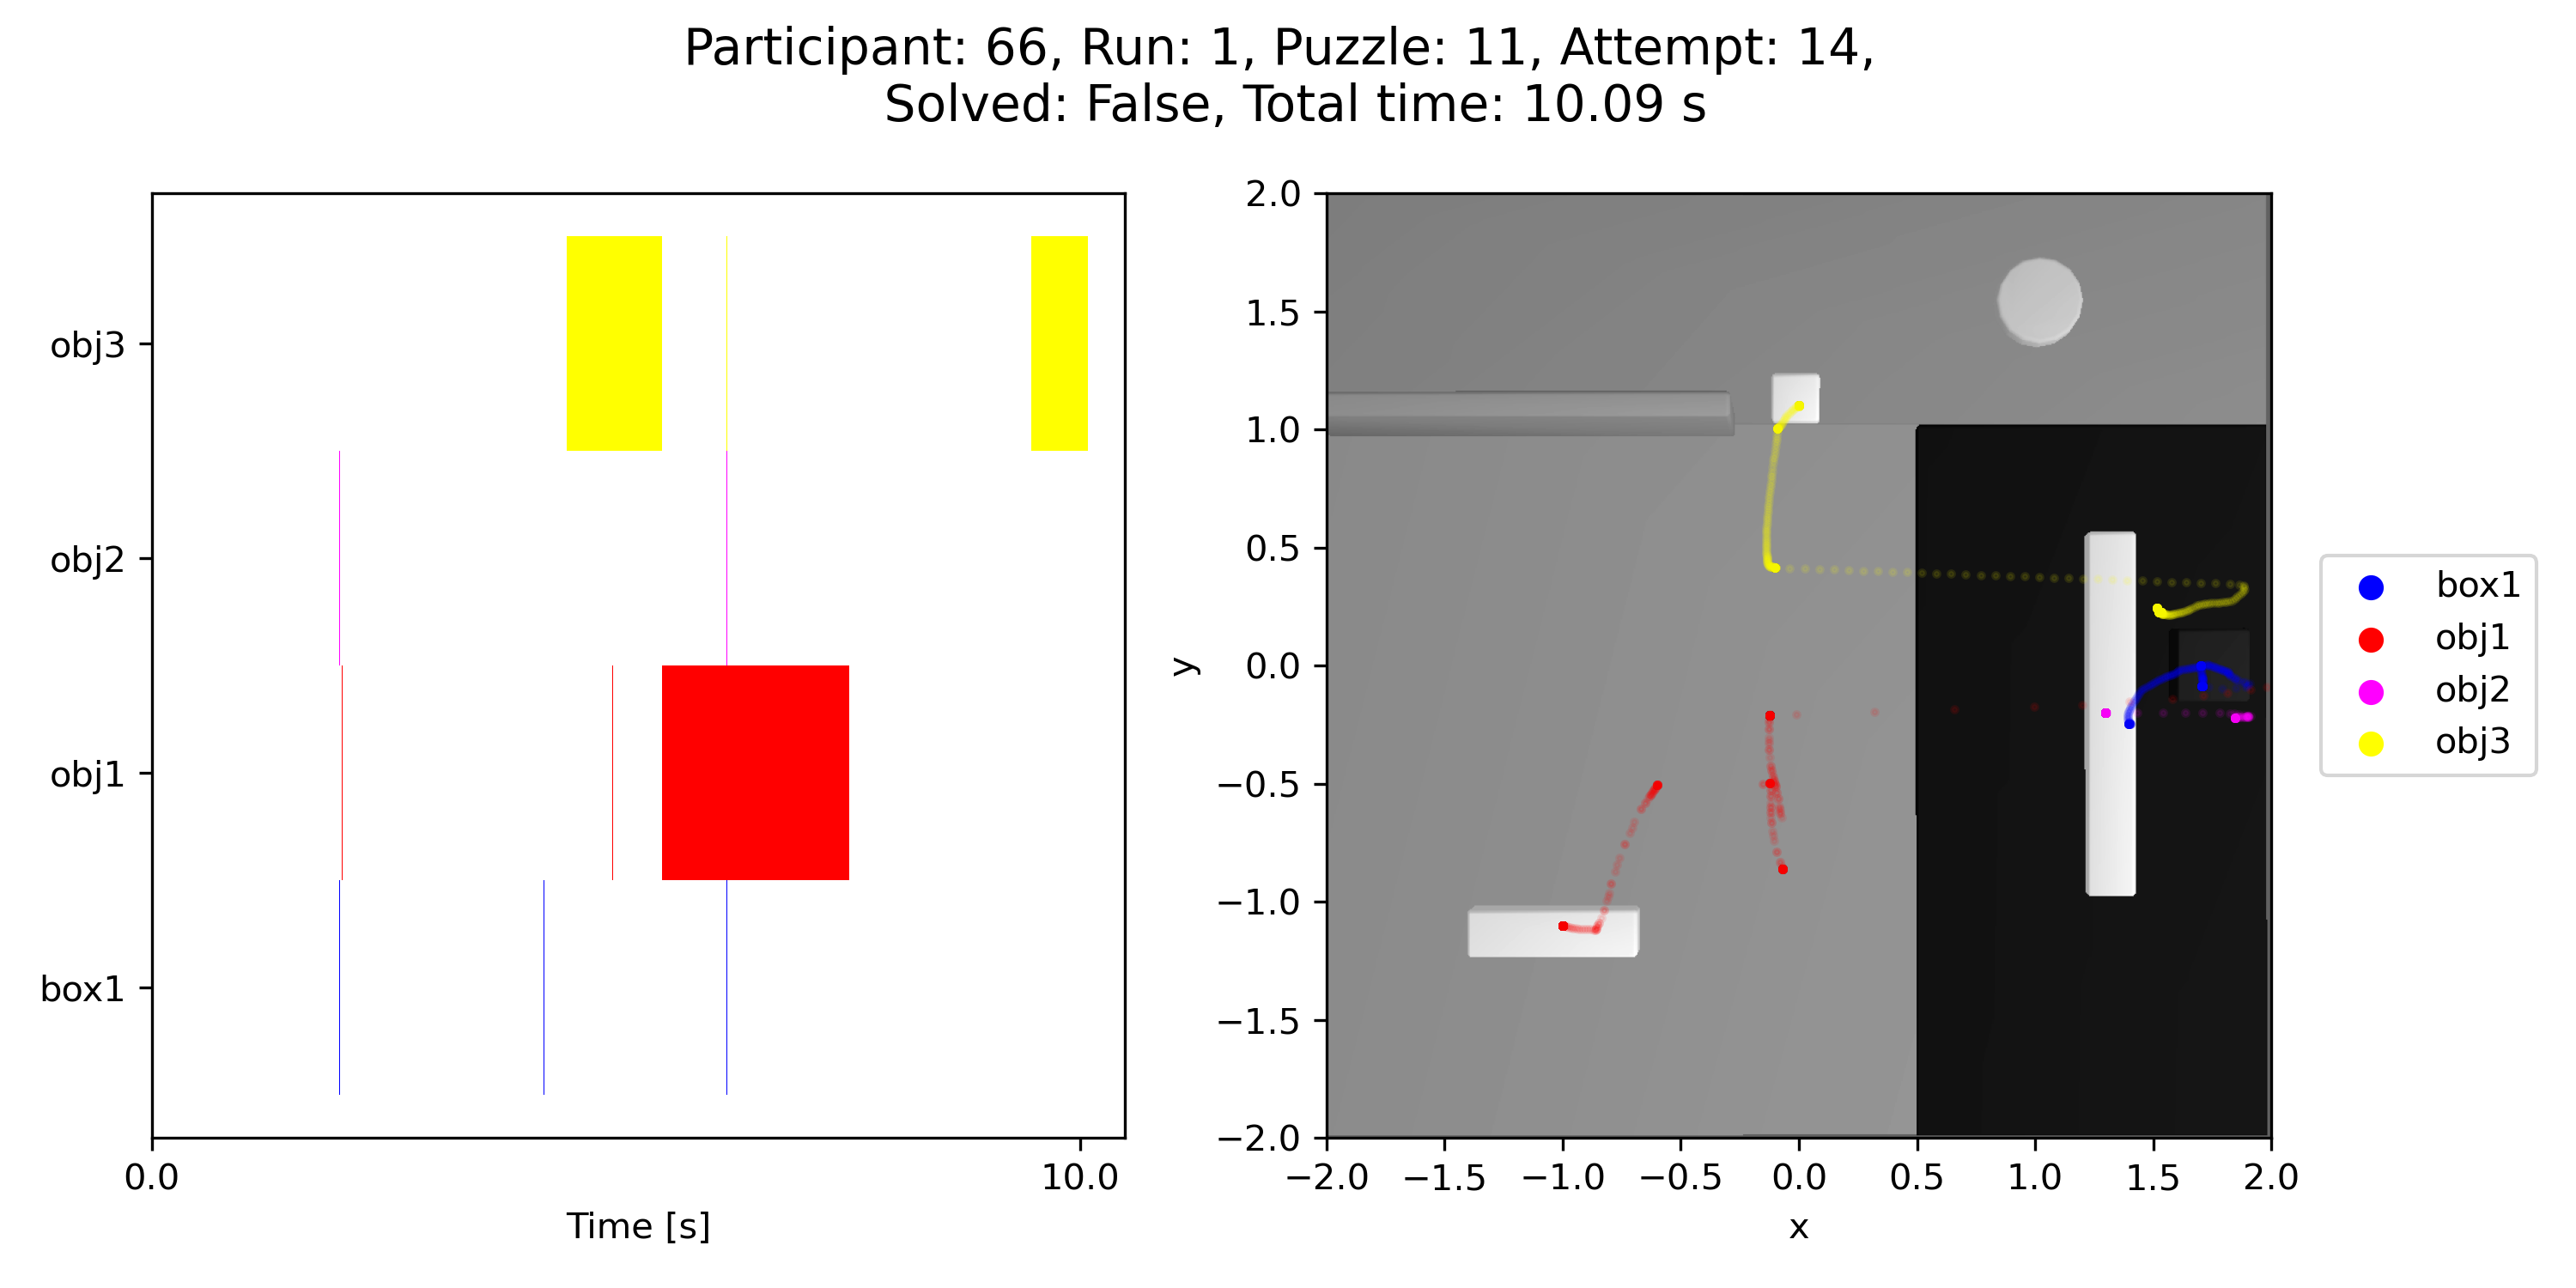 Participant: 66, Run: 1, Puzzle: 11, Attempt: 14,
Solved: False, Total time: 10.09 s
obj3
obj2
obj1
box1
0.0
10.0
Time [s]
2.0
1.5
1.0
0.5
0.0
−0.5
−1.0
−1.5
−2.0
y
−2.0
−1.5
−1.0
−0.5
0.0
0.5
1.0
1.5
2.0
x
box1
obj1
obj2
obj3